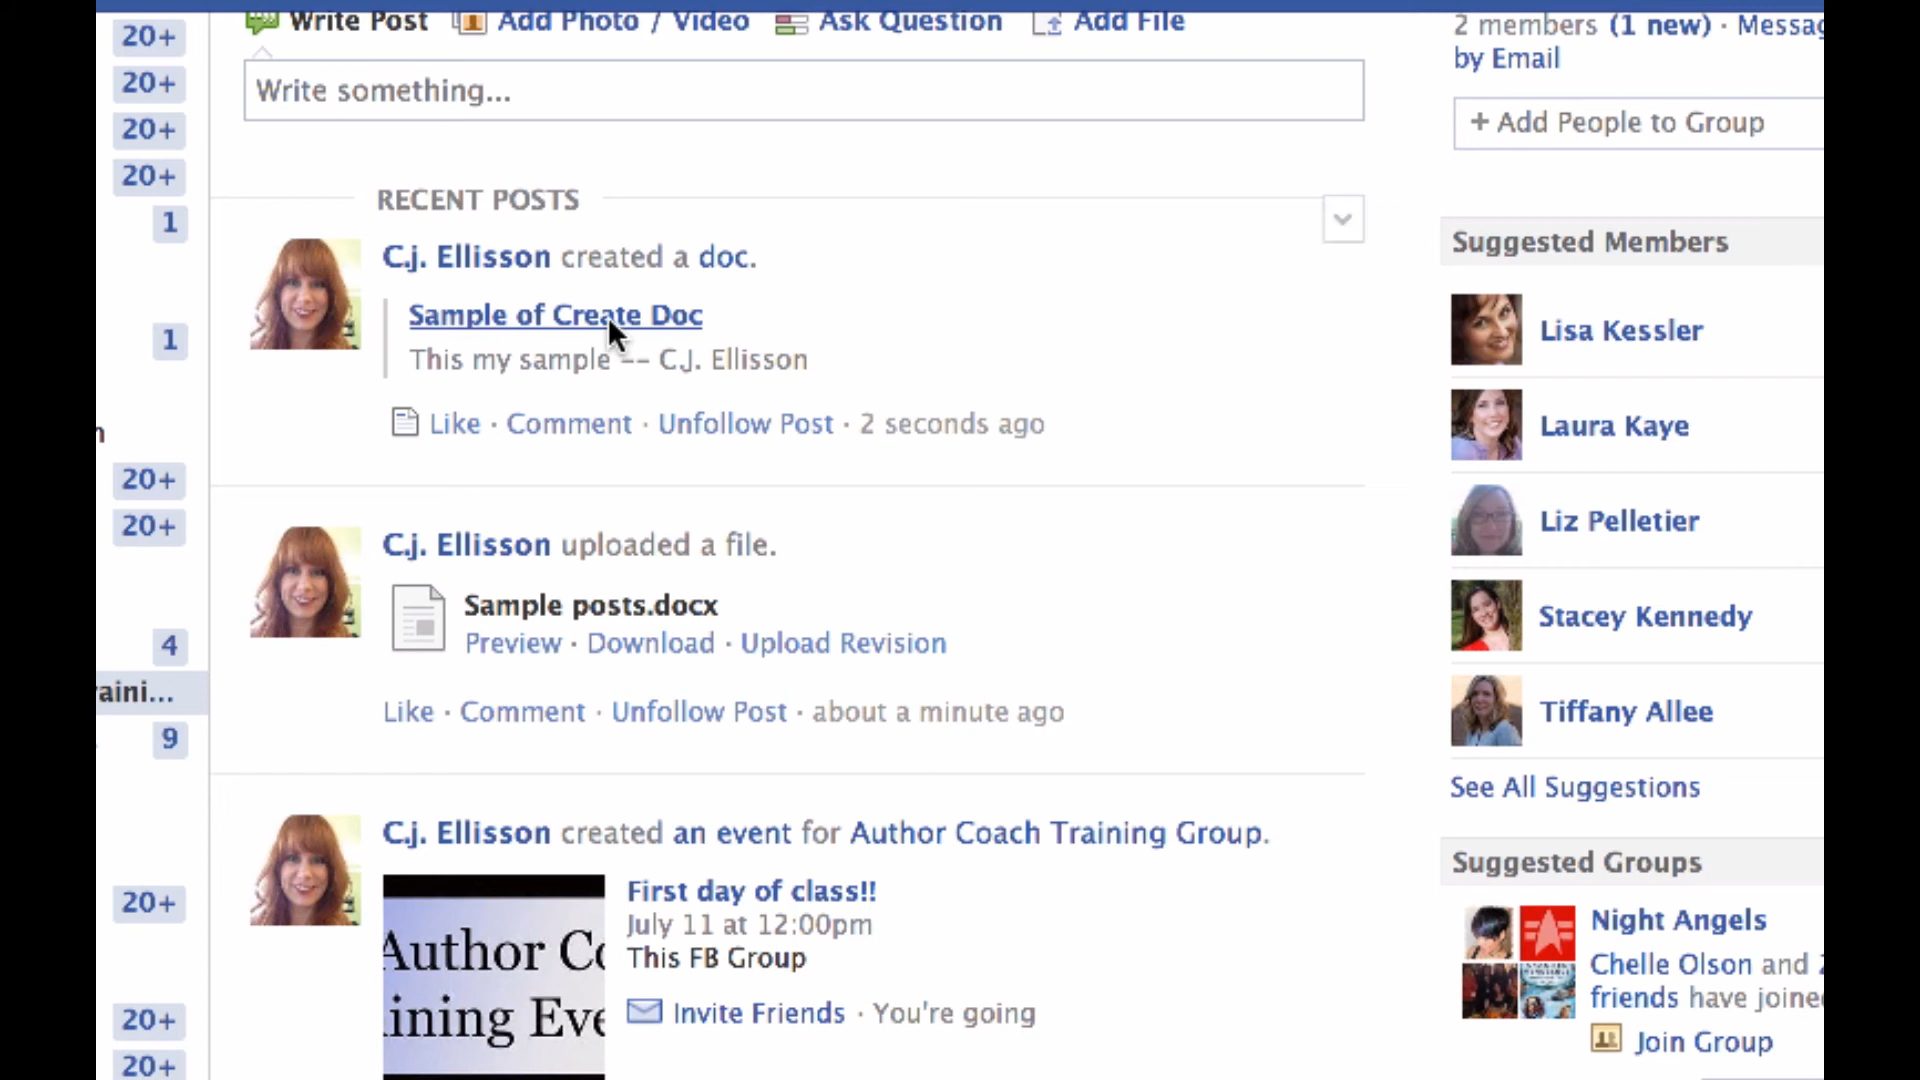 20+
20+
20+
20+
1
1
n
20+
20+
4
raini...
9
20+
20+
20+
Write Post Add Photo / Video Ask Question Add File
Write something...
RECENT POSTS
C.j. Ellisson created a doc.
Sample of Create Doc
This my sample -- C.J. Ellisson
Like · Comment · Unfollow Post · 2 seconds ago
C.j. Ellisson uploaded a file.
Sample posts.docx
Preview · Download · Upload Revision
Like · Comment · Unfollow Post · about a minute ago
C.j. Ellisson created an event for Author Coach Training Group.
Author Co
ining Eve
First day of class!!
July 11 at 12:00pm
This FB Group
Invite Friends · You're going
2 members (1 new) · Messag
by Email
+ Add People to Group
Suggested Members
Lisa Kessler
Laura Kaye
Liz Pelletier
Stacey Kennedy
Tiffany Allee
See All Suggestions
Suggested Groups
Night Angels
Chelle Olson and 2
friends have joined
Join Group